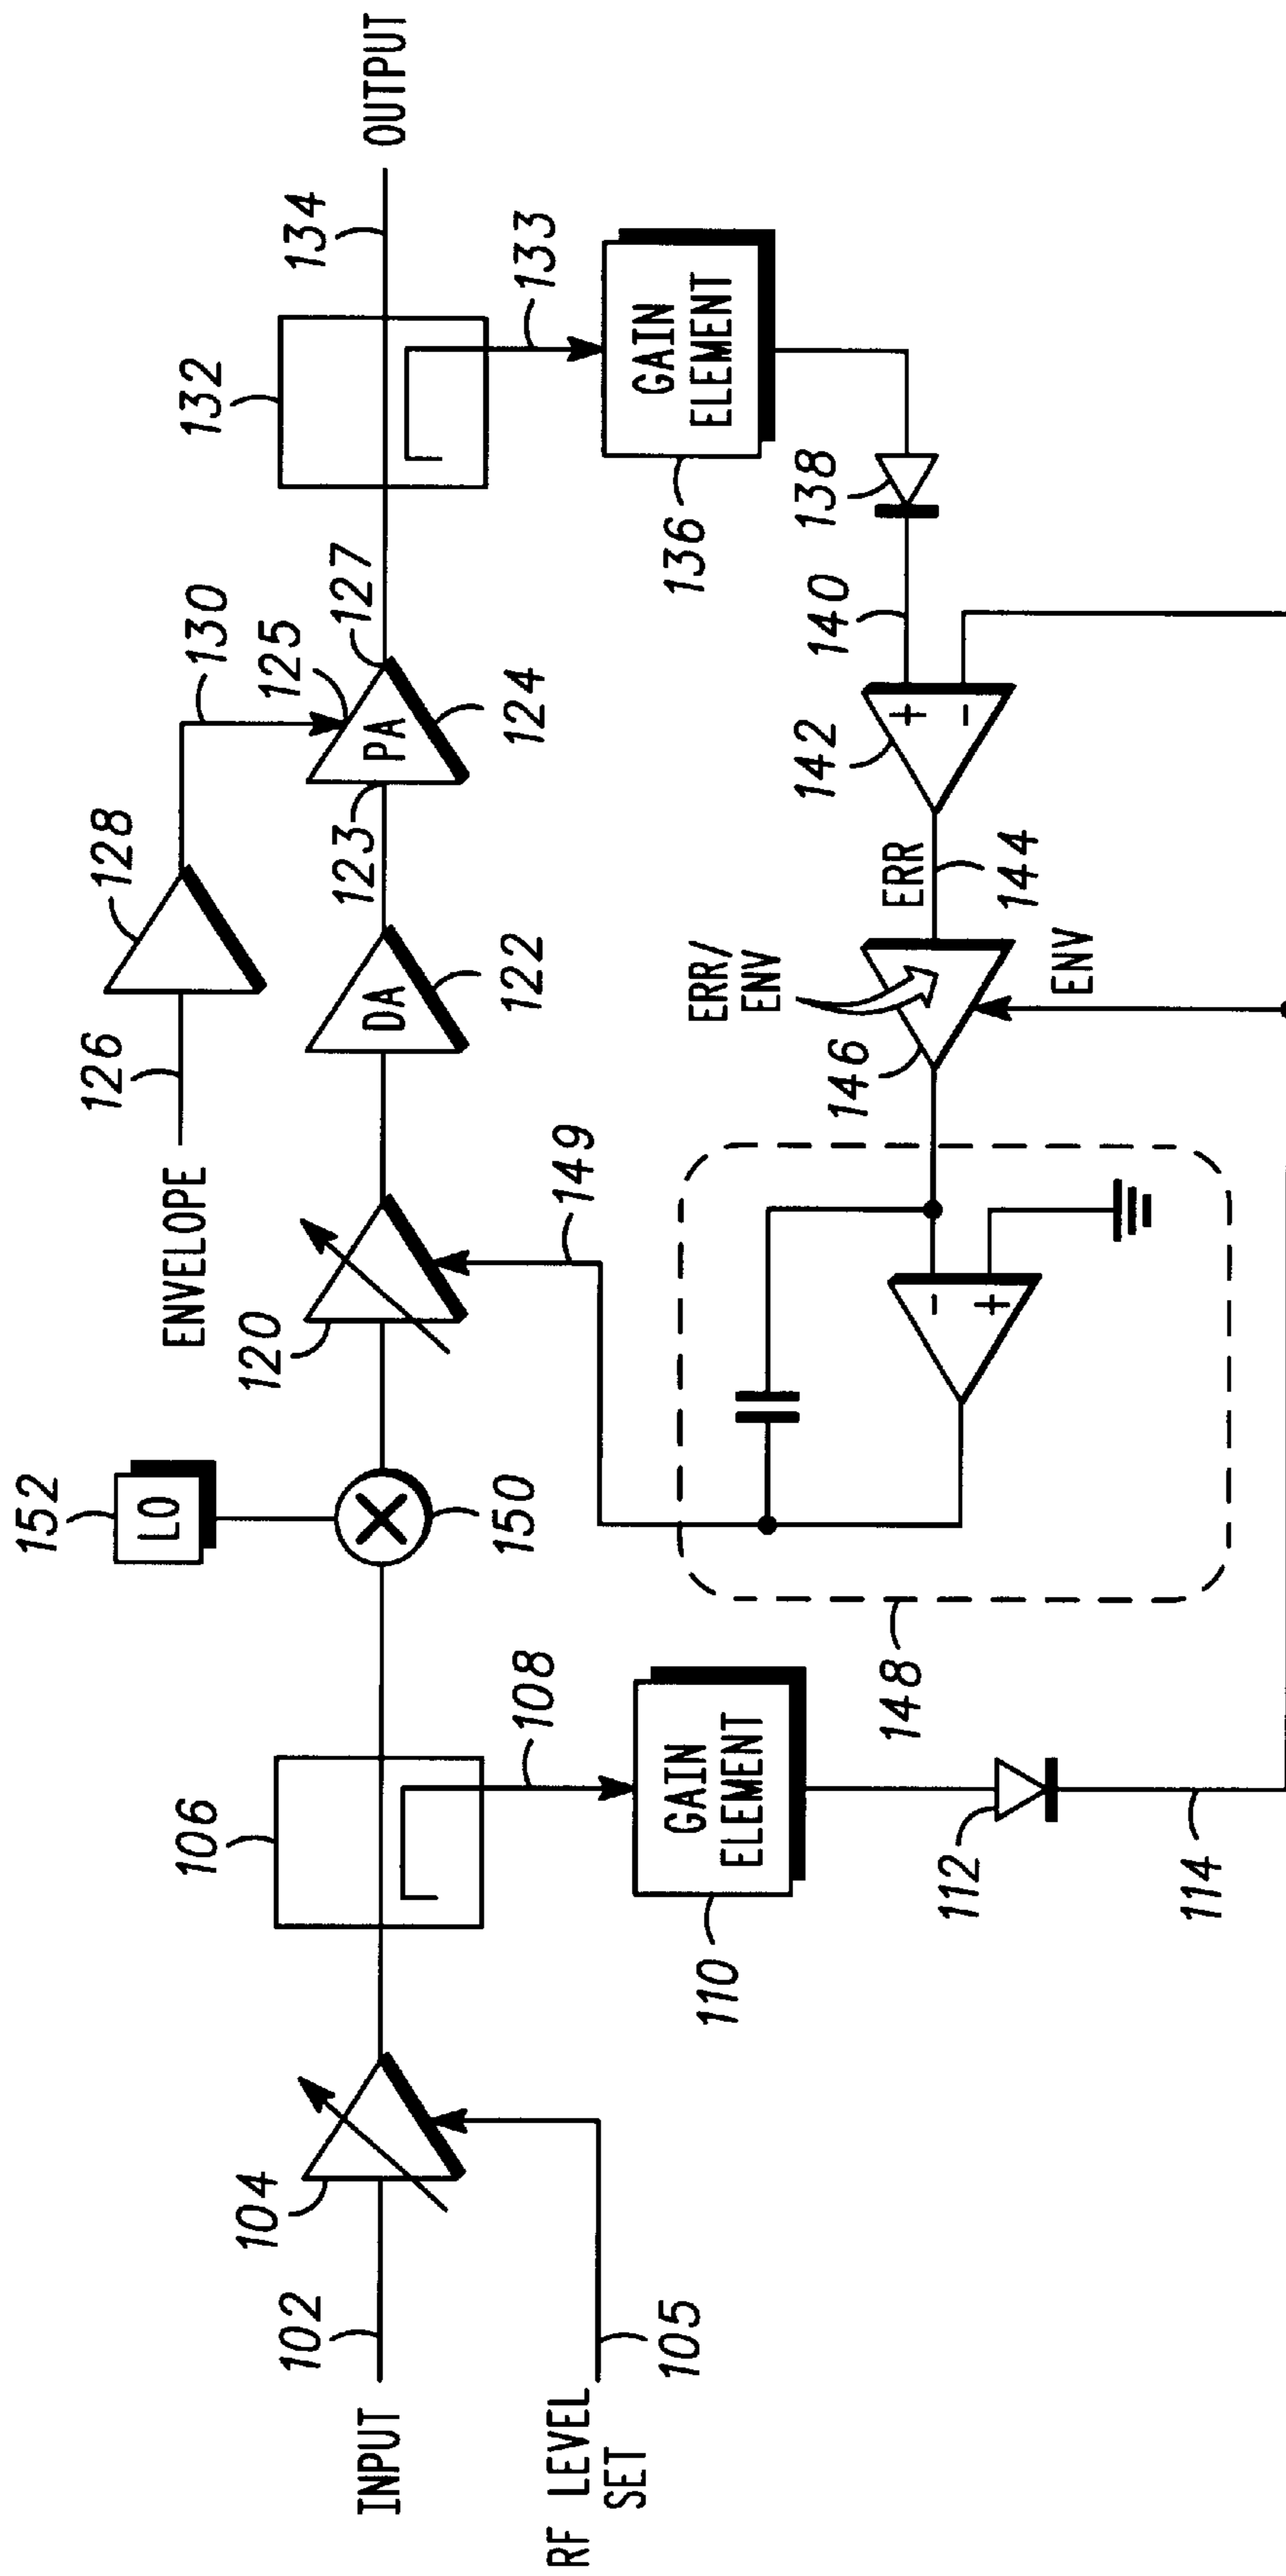 152
LO
126
128
130
ENVELOPE
132
134
104
106
150
120
DA
122
123
PA
125
124
127
OUTPUT
102
INPUT
105
RF LEVEL
SET
108
149
133
GAIN
ELEMENT
110
GAIN
ELEMENT
136
112
114
148
-
+
146
ERR/
ENV
ENV
ERR
144
142
+
-
140
138